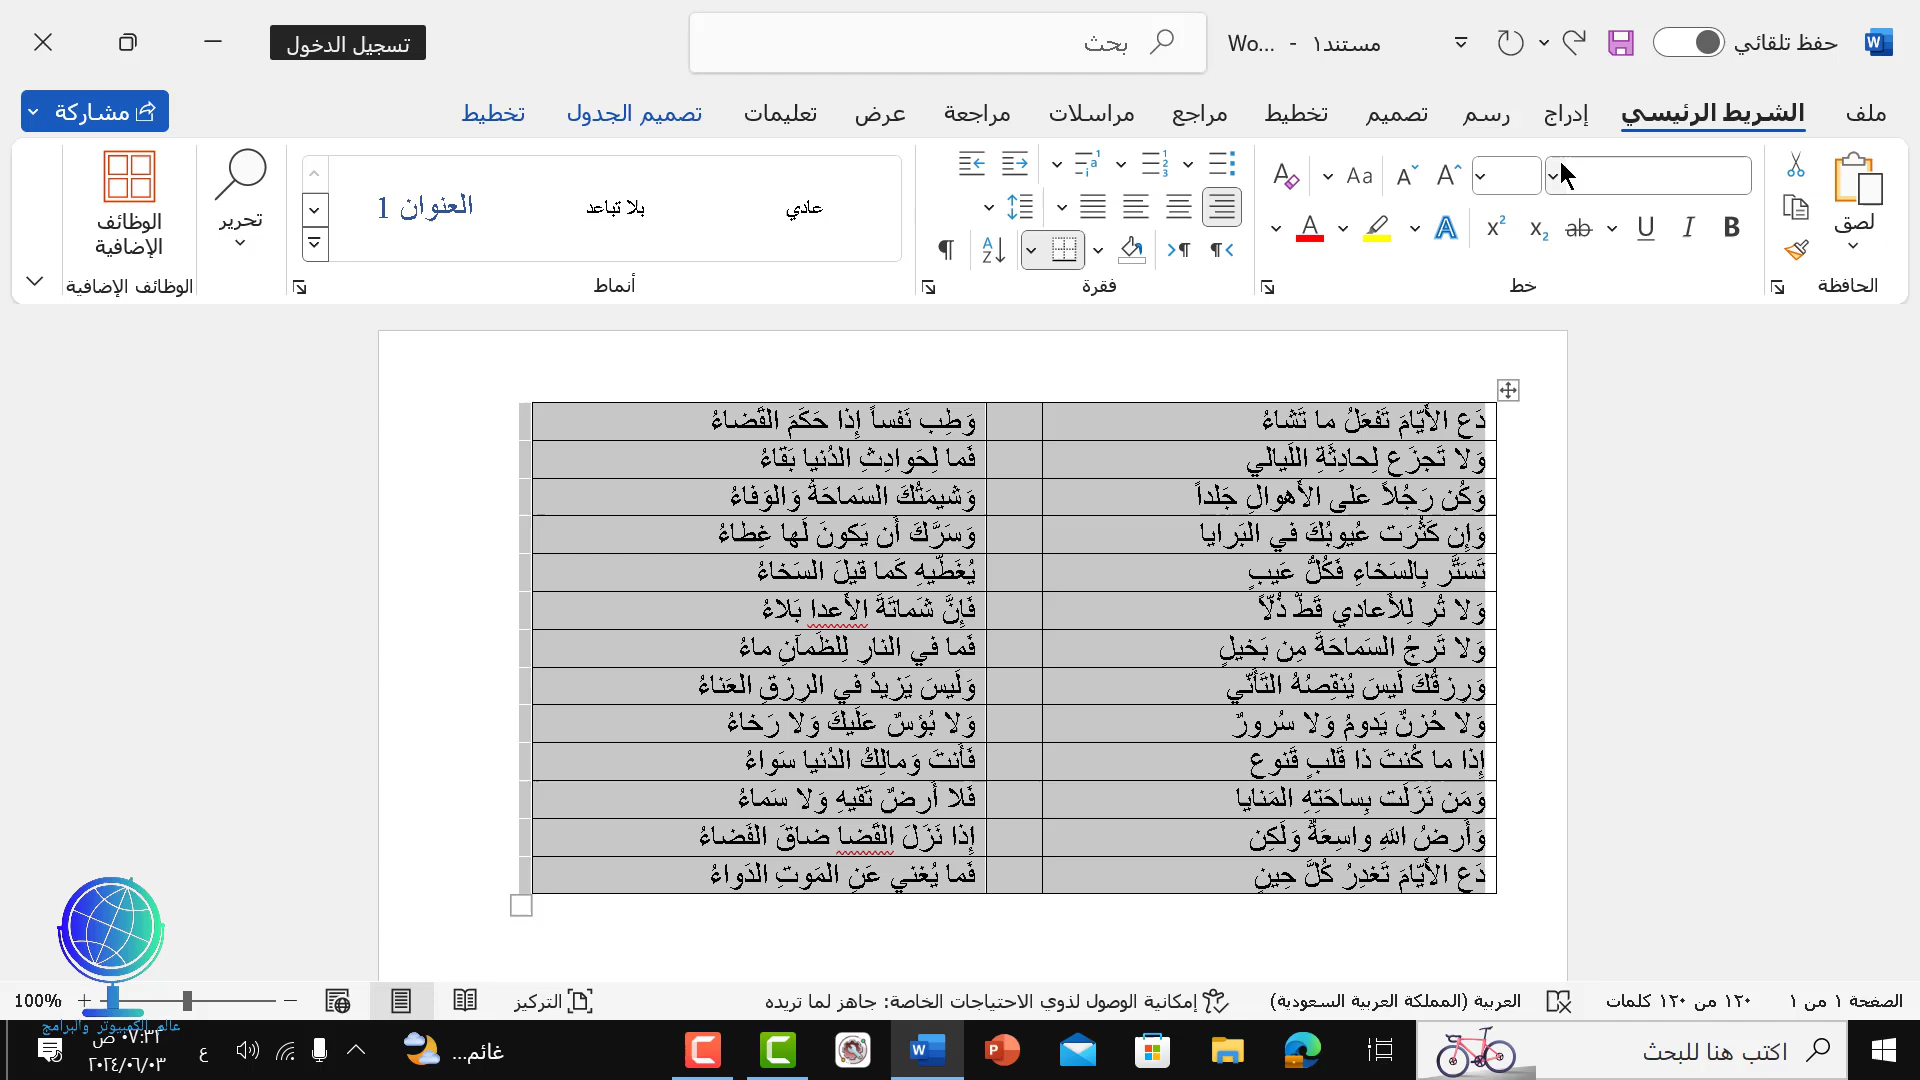 حفظ تلقائي
مستند١ - Wo...
بحث
تسجيل الدخول
ملف
الشريط الرئيسي
إدراج
رسم
تصميم
تخطيط
مراجع
مراسلات
مراجعة
عرض
تعليمات
تصميم الجدول
تخطيط
مشاركة
لصق
الحافظة
خط
فقرة
عادي
بلا تباعد
العنوان 1
أنماط
تحرير
الوظائف
الإضافية
الوظائف الإضافية
دَعِ الأَيّامَ تَفعَلُ ما تَشاءُ وَطِب نَفساً إِذا حَكَمَ القَضاءُ
وَلا تَجزَع لِحادِثَةِ اللَيالي فَما لِحَوادِثِ الدُنيا بَقاءُ
وَكُن رَجُلاً عَلى الأَهوالِ جَلداً وَشيمَتُكَ السَماحَةُ وَالوَفاءُ
وَإِن كَثُرَت عُيوبُكَ في البَرايا وَسَرَّكَ أَن يَكونَ لَها غِطاءُ
تَسَتَّر بِالسَخاءِ فَكُلُّ عَيبٍ يُغَطّيهِ كَما قيلَ السَخاءُ
وَلا تُرِ لِلأَعادي قَطُّ ذُلّاً فَإِنَّ شَماتَةَ الأَعدا بَلاءُ
وَلا تَرجُ السَماحَةَ مِن بَخيلٍ فَما في النارِ لِلظَمآنِ ماءُ
وَرِزقُكَ لَيسَ يُنقِصُهُ التَأَنّي وَلَيسَ يَزيدُ في الرِزقِ العَناءُ
وَلا حُزنٌ يَدومُ وَلا سُرورٌ وَلا بُؤسٌ عَلَيكَ وَلا رَخاءُ
إِذا ما كُنتَ ذا قَلبٍ قَنوع فَأَنتَ وَمالِكُ الدُنيا سَواءُ
وَمَن نَزَلَت بِساحَتِهِ المَنايا فَلا أَرضٌ تَقيهِ وَلا سَماءُ
وَأَرضُ اللهِ واسِعَةٌ وَلَكِن إِذا نَزَلَ القَضا ضاقَ الفَضاءُ
دَعِ الأَيّامَ تَغدِرُ كُلَّ حِينٍ فَما يُغني عَنِ المَوتِ الدَواءُ
الصفحة ١ من ١
١٢٠ من ١٢٠ كلمات
العربية (المملكة العربية السعودية)
إمكانية الوصول لذوي الاحتياجات الخاصة: جاهز لما تريده
التركيز
100%
عالم الكمبيوتر والبرامج
اكتب هنا للبحث
غائم...
ع
٠٧:٣١ ص
٢٠٢٤/٠٦/٠٣